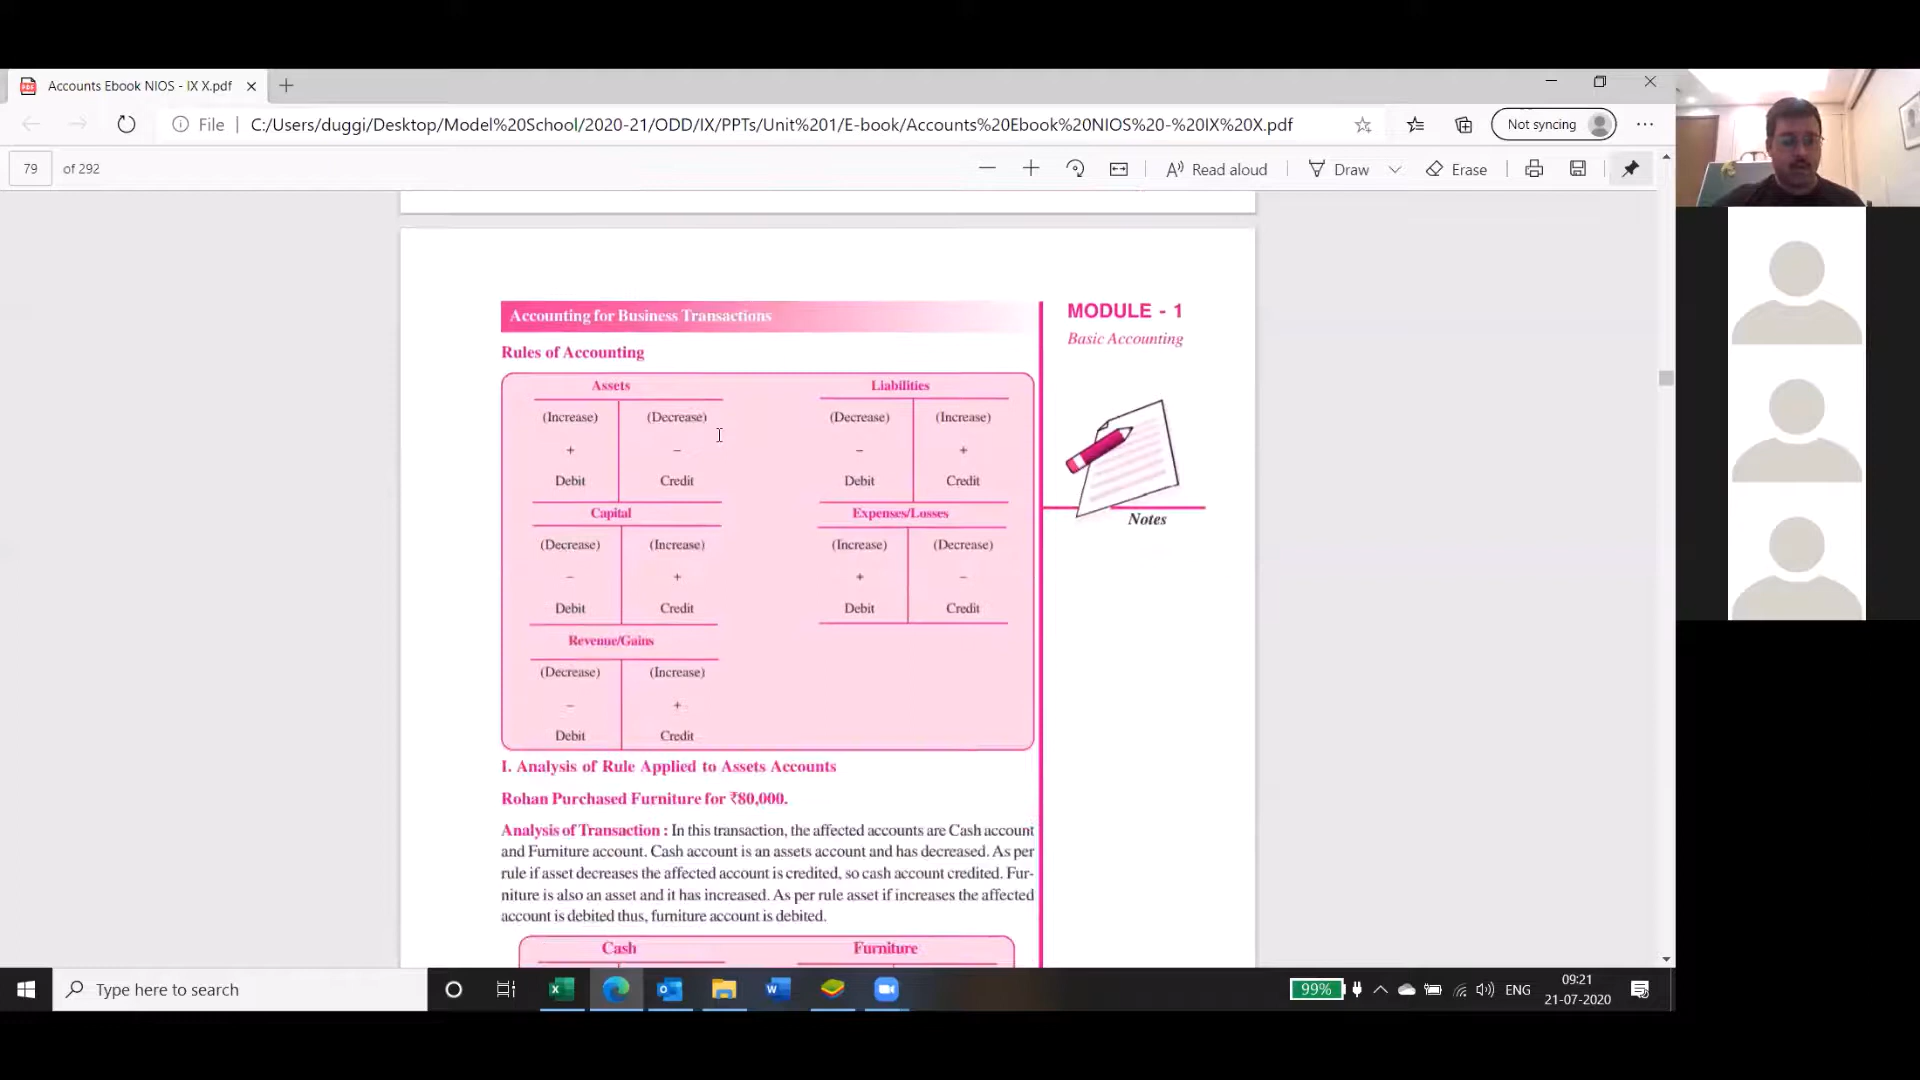 Accounts Ebook NIOS - IX X.pdf
File
C:/Users/duggi/Desktop/Model%20School/2020-21/ODD/IX/PPTs/Unit%201/E-book/Accounts%20Ebook%20NIOS%20-%20IX%20X.pdf
Not syncing
79 of 292
Read aloud
Draw
Erase
Accounting for Business Transactions
MODULE - 1
Basic Accounting
Notes
Rules of Accounting
Assets Liabilities
(Increase) (Decrease) (Decrease) (Increase)
+ – – +
Debit Credit Debit Credit
Capital Expenses/Losses
(Decrease) (Increase) (Increase) (Decrease)
– + + –
Debit Credit Debit Credit
Revenue/Gains
(Decrease) (Increase)
– +
Debit Credit
I. Analysis of Rule Applied to Assets Accounts
Rohan Purchased Furniture for ₹80,000.
Analysis of Transaction : In this transaction, the affected accounts are Cash account
and Furniture account. Cash account is an assets account and has decreased. As per
rule if asset decreases the affected account is credited, so cash account credited. Fur-
niture is also an asset and it has increased. As per rule asset if increases the affected
account is debited thus, furniture account is debited.
Cash Furniture
Type here to search
99%
ENG
09:21
21-07-2020